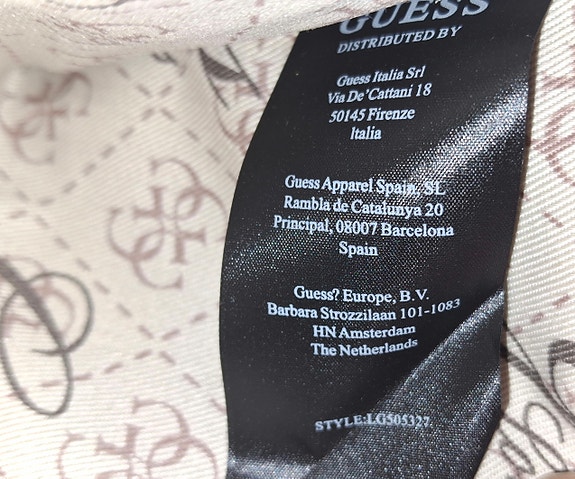 GUESS
DISTRIBUTED BY
Guess Italia Srl
Via De'Cattani 18
50145 Firenze
Italia
Guess Apparel Spain, SL
Rambla de Catalunya 20
Principal, 08007 Barcelona
Spain
Guess? Europe, B.V.
Barbara Strozzilaan 101-1083
HN Amsterdam
The Netherlands
STYLE:LG505327